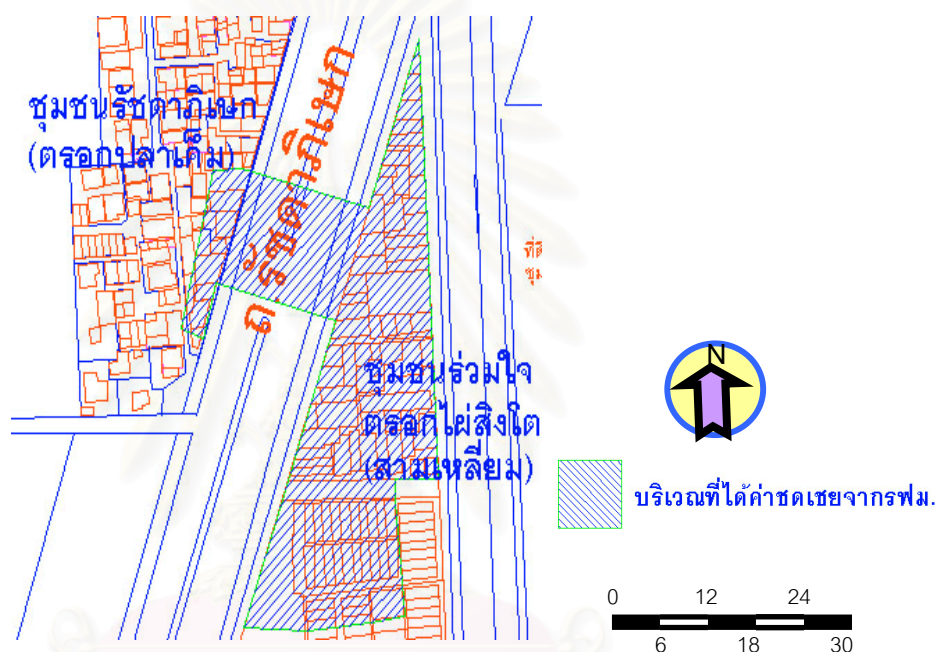 ชุมชนรัชดาภิเษก
(ตรอกปลาเค็ม)
ถ.รัชดาภิเษก
ที่ส
ชุม
ชุมชนร่วมใจ
ตรอกไผ่สิงโต
(สามเหลี่ยม)
N
บริเวณที่ได้ค่าชดเชยจากรฟม.
0 12 24
6 18 30